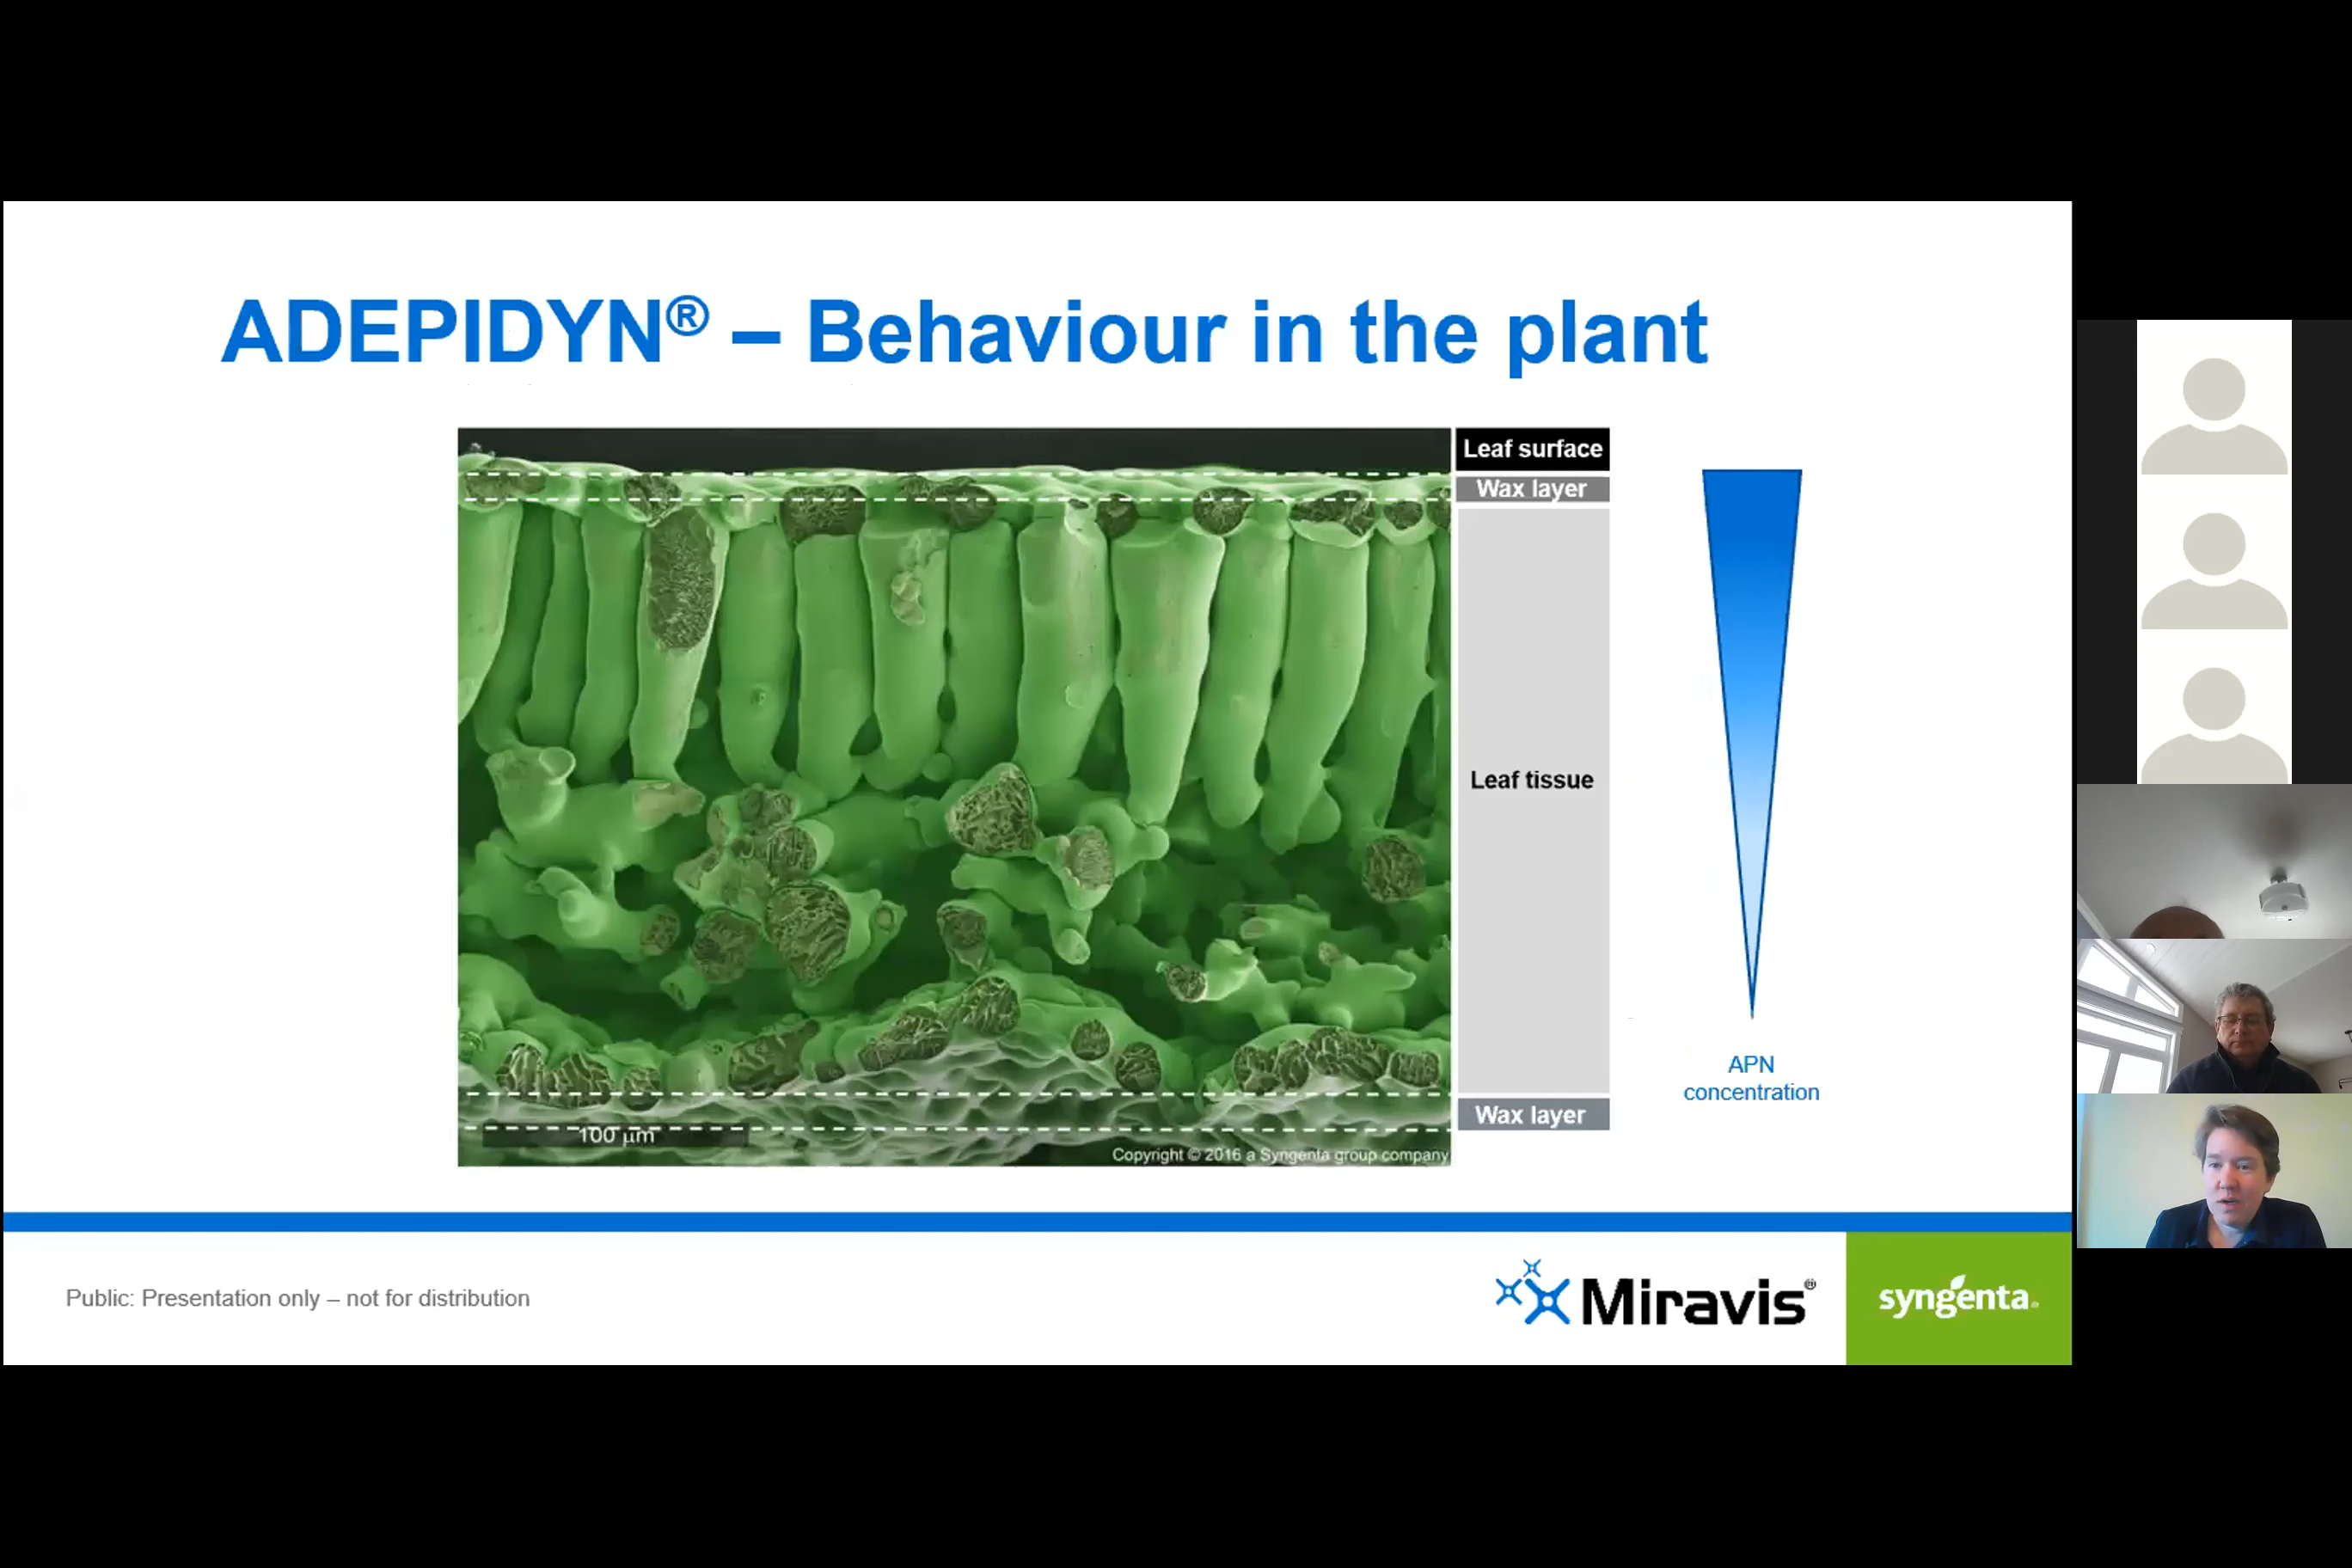 ADEPIDYN® – Behaviour in the plant
Leaf surface
Wax layer
Leaf tissue
Wax layer
100 µm
Copyright © 2016 a Syngenta group company
APN
concentration
Public: Presentation only – not for distribution
Miravis®
syngenta®